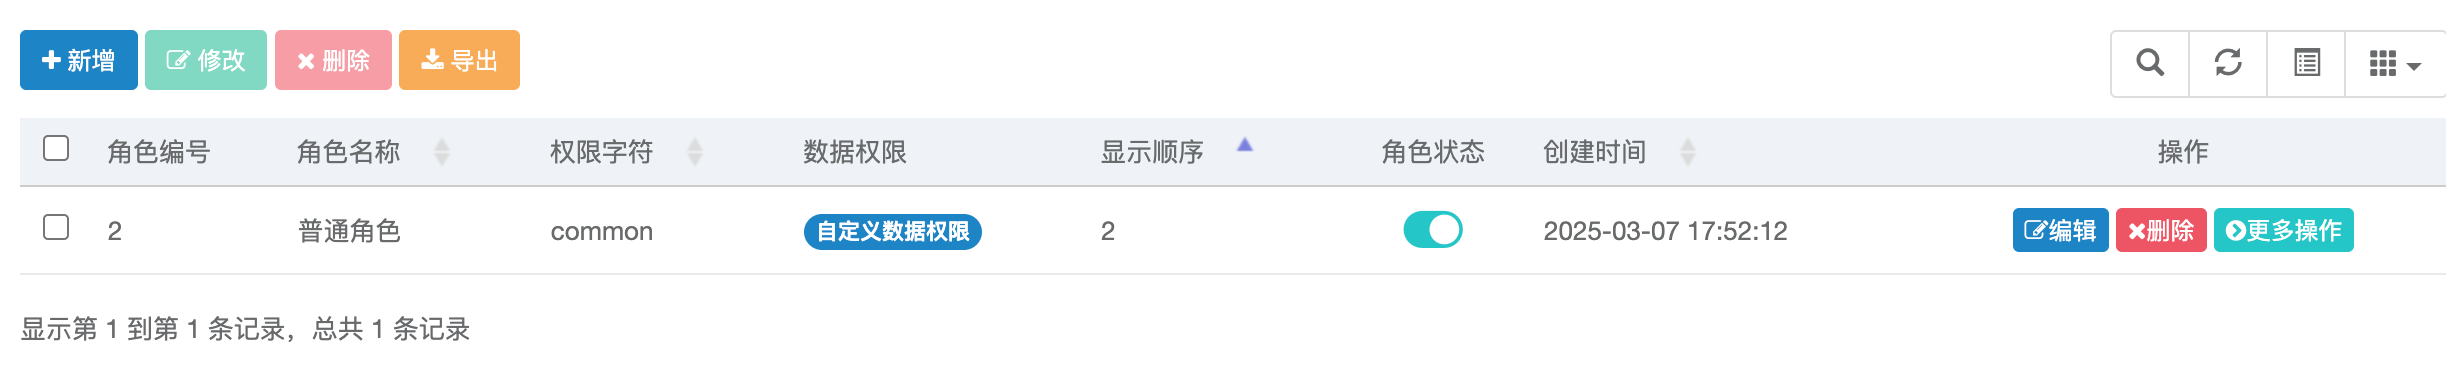 新增 修改 删除 导出
角色编号 角色名称 权限字符 数据权限 显示顺序 角色状态 创建时间 操作
2 普通角色 common 自定义数据权限 2 2025-03-07 17:52:12 编辑 删除 更多操作
显示第 1 到第 1 条记录，总共 1 条记录